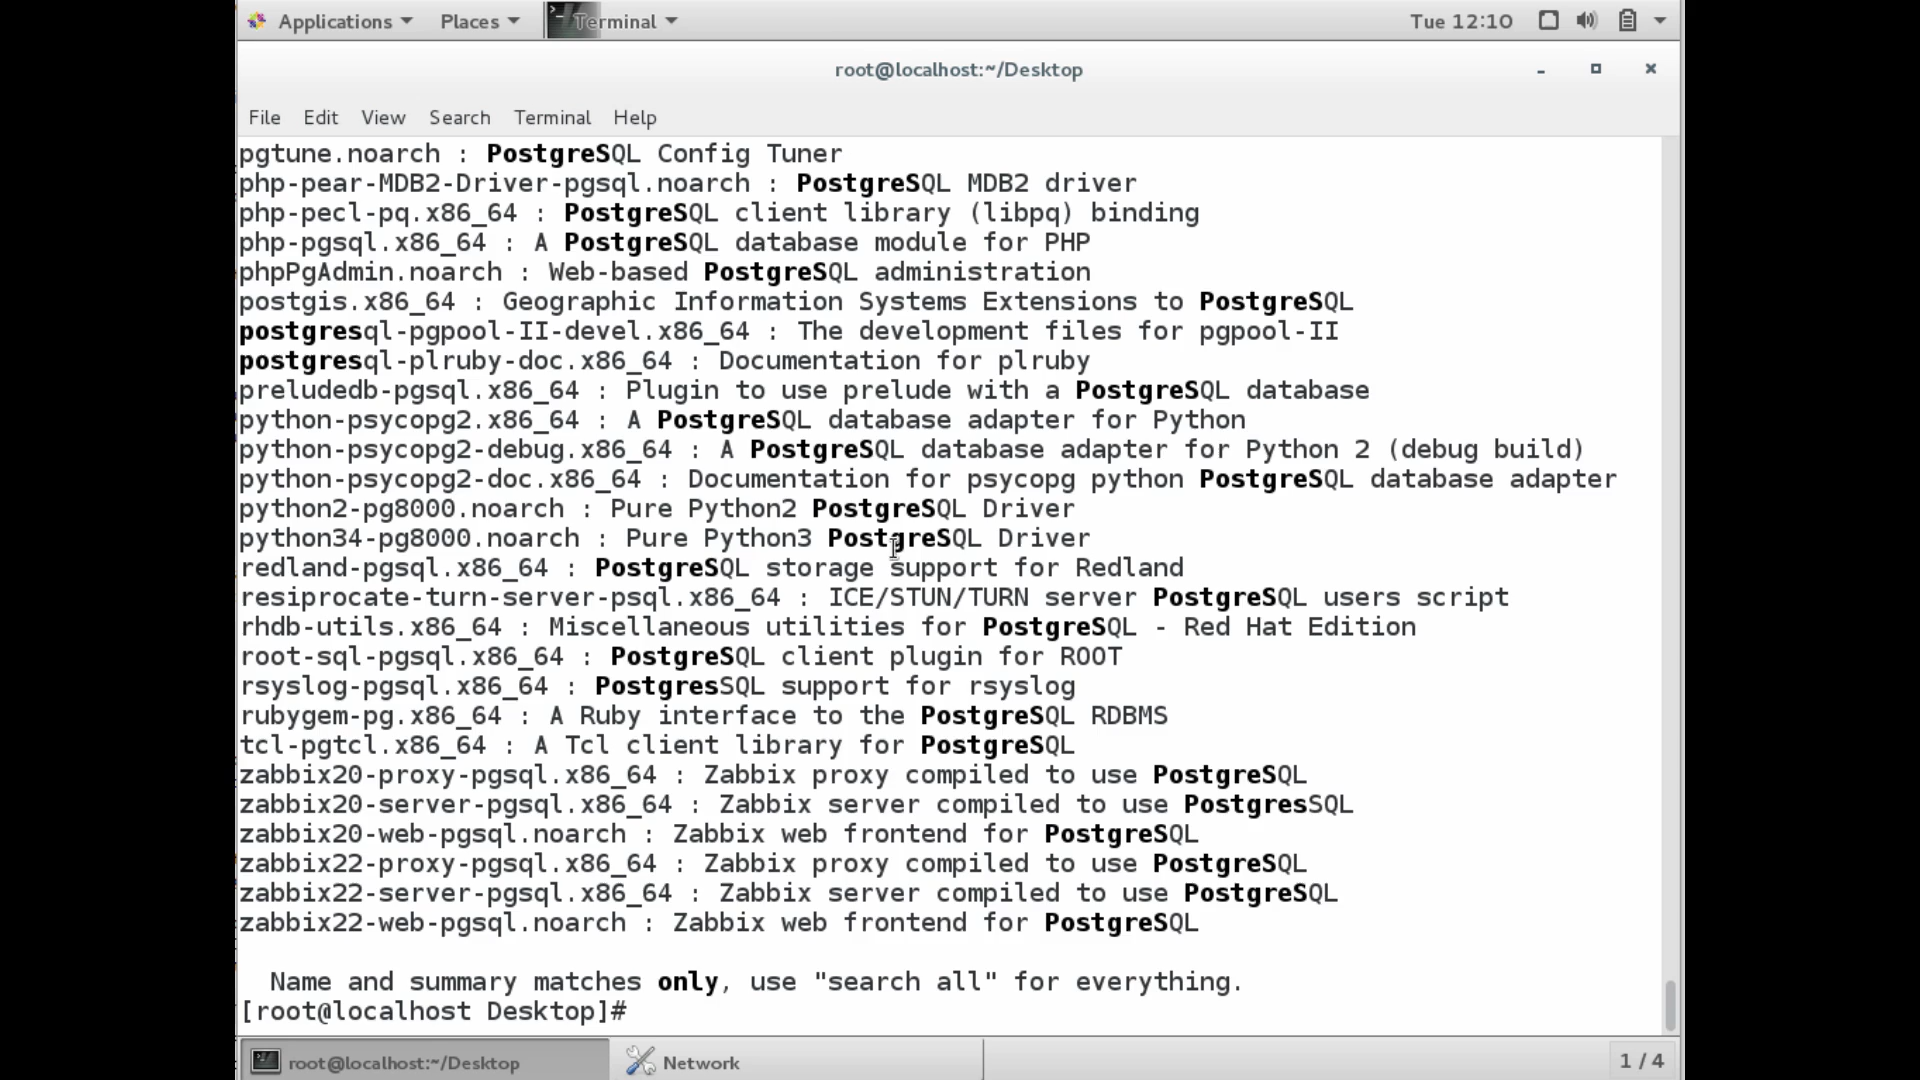 Applications Places Terminal Tue 12:10
root@localhost:~/Desktop
File Edit View Search Terminal Help
pgtune.noarch : PostgreSQL Config Tuner
php-pear-MDB2-Driver-pgsql.noarch : PostgreSQL MDB2 driver
php-pecl-pq.x86_64 : PostgreSQL client library (libpq) binding
php-pgsql.x86_64 : A PostgreSQL database module for PHP
phpPgAdmin.noarch : Web-based PostgreSQL administration
postgis.x86_64 : Geographic Information Systems Extensions to PostgreSQL
postgresql-pgpool-II-devel.x86_64 : The development files for pgpool-II
postgresql-plruby-doc.x86_64 : Documentation for plruby
preludedb-pgsql.x86_64 : Plugin to use prelude with a PostgreSQL database
python-psycopg2.x86_64 : A PostgreSQL database adapter for Python
python-psycopg2-debug.x86_64 : A PostgreSQL database adapter for Python 2 (debug build)
python-psycopg2-doc.x86_64 : Documentation for psycopg python PostgreSQL database adapter
python2-pg8000.noarch : Pure Python2 PostgreSQL Driver
python34-pg8000.noarch : Pure Python3 PostgreSQL Driver
redland-pgsql.x86_64 : PostgreSQL storage support for Redland
resiprocate-turn-server-psql.x86_64 : ICE/STUN/TURN server PostgreSQL users script
rhdb-utils.x86_64 : Miscellaneous utilities for PostgreSQL - Red Hat Edition
root-sql-pgsql.x86_64 : PostgreSQL client plugin for ROOT
rsyslog-pgsql.x86_64 : PostgresSQL support for rsyslog
rubygem-pg.x86_64 : A Ruby interface to the PostgreSQL RDBMS
tcl-pgtcl.x86_64 : A Tcl client library for PostgreSQL
zabbix20-proxy-pgsql.x86_64 : Zabbix proxy compiled to use PostgreSQL
zabbix20-server-pgsql.x86_64 : Zabbix server compiled to use PostgresSQL
zabbix20-web-pgsql.noarch : Zabbix web frontend for PostgreSQL
zabbix22-proxy-pgsql.x86_64 : Zabbix proxy compiled to use PostgreSQL
zabbix22-server-pgsql.x86_64 : Zabbix server compiled to use PostgreSQL
zabbix22-web-pgsql.noarch : Zabbix web frontend for PostgreSQL
Name and summary matches only, use "search all" for everything.
[root@localhost Desktop]#
root@localhost:~/Desktop Network 1 / 4